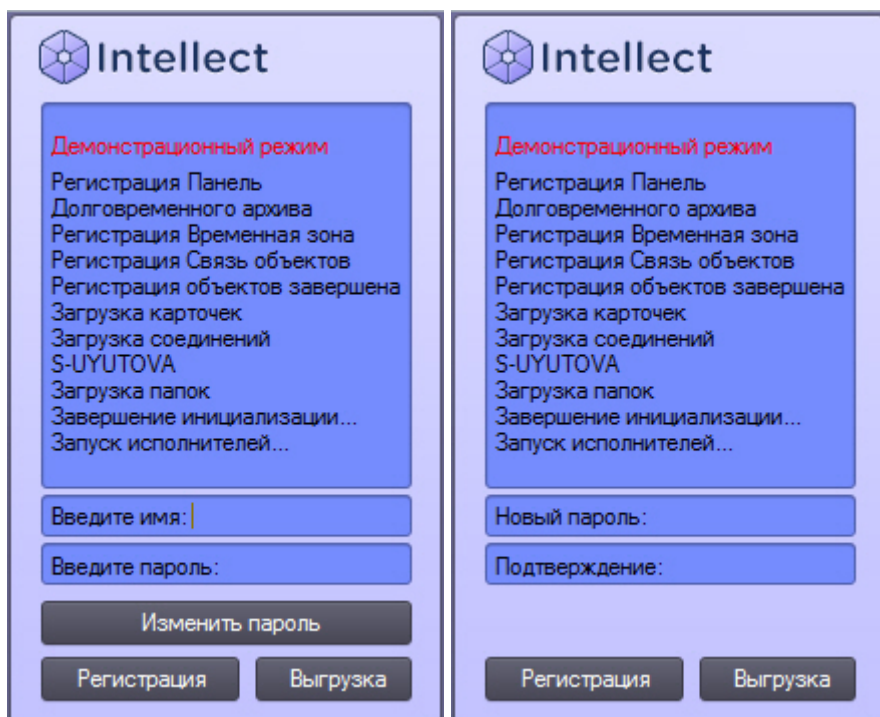 Intellect
Демонстрационный режим
Регистрация Панель
Долговременного архива
Регистрация Временная зона
Регистрация Связь объектов
Регистрация объектов завершена
Загрузка карточек
Загрузка соединений
S-UYUTOVA
Загрузка папок
Завершение инициализации...
Запуск исполнителей...
Введите имя:
Введите пароль:
Изменить пароль
Регистрация Выгрузка
Intellect
Демонстрационный режим
Регистрация Панель
Долговременного архива
Регистрация Временная зона
Регистрация Связь объектов
Регистрация объектов завершена
Загрузка карточек
Загрузка соединений
S-UYUTOVA
Загрузка папок
Завершение инициализации...
Запуск исполнителей...
Новый пароль:
Подтверждение:
Регистрация Выгрузка